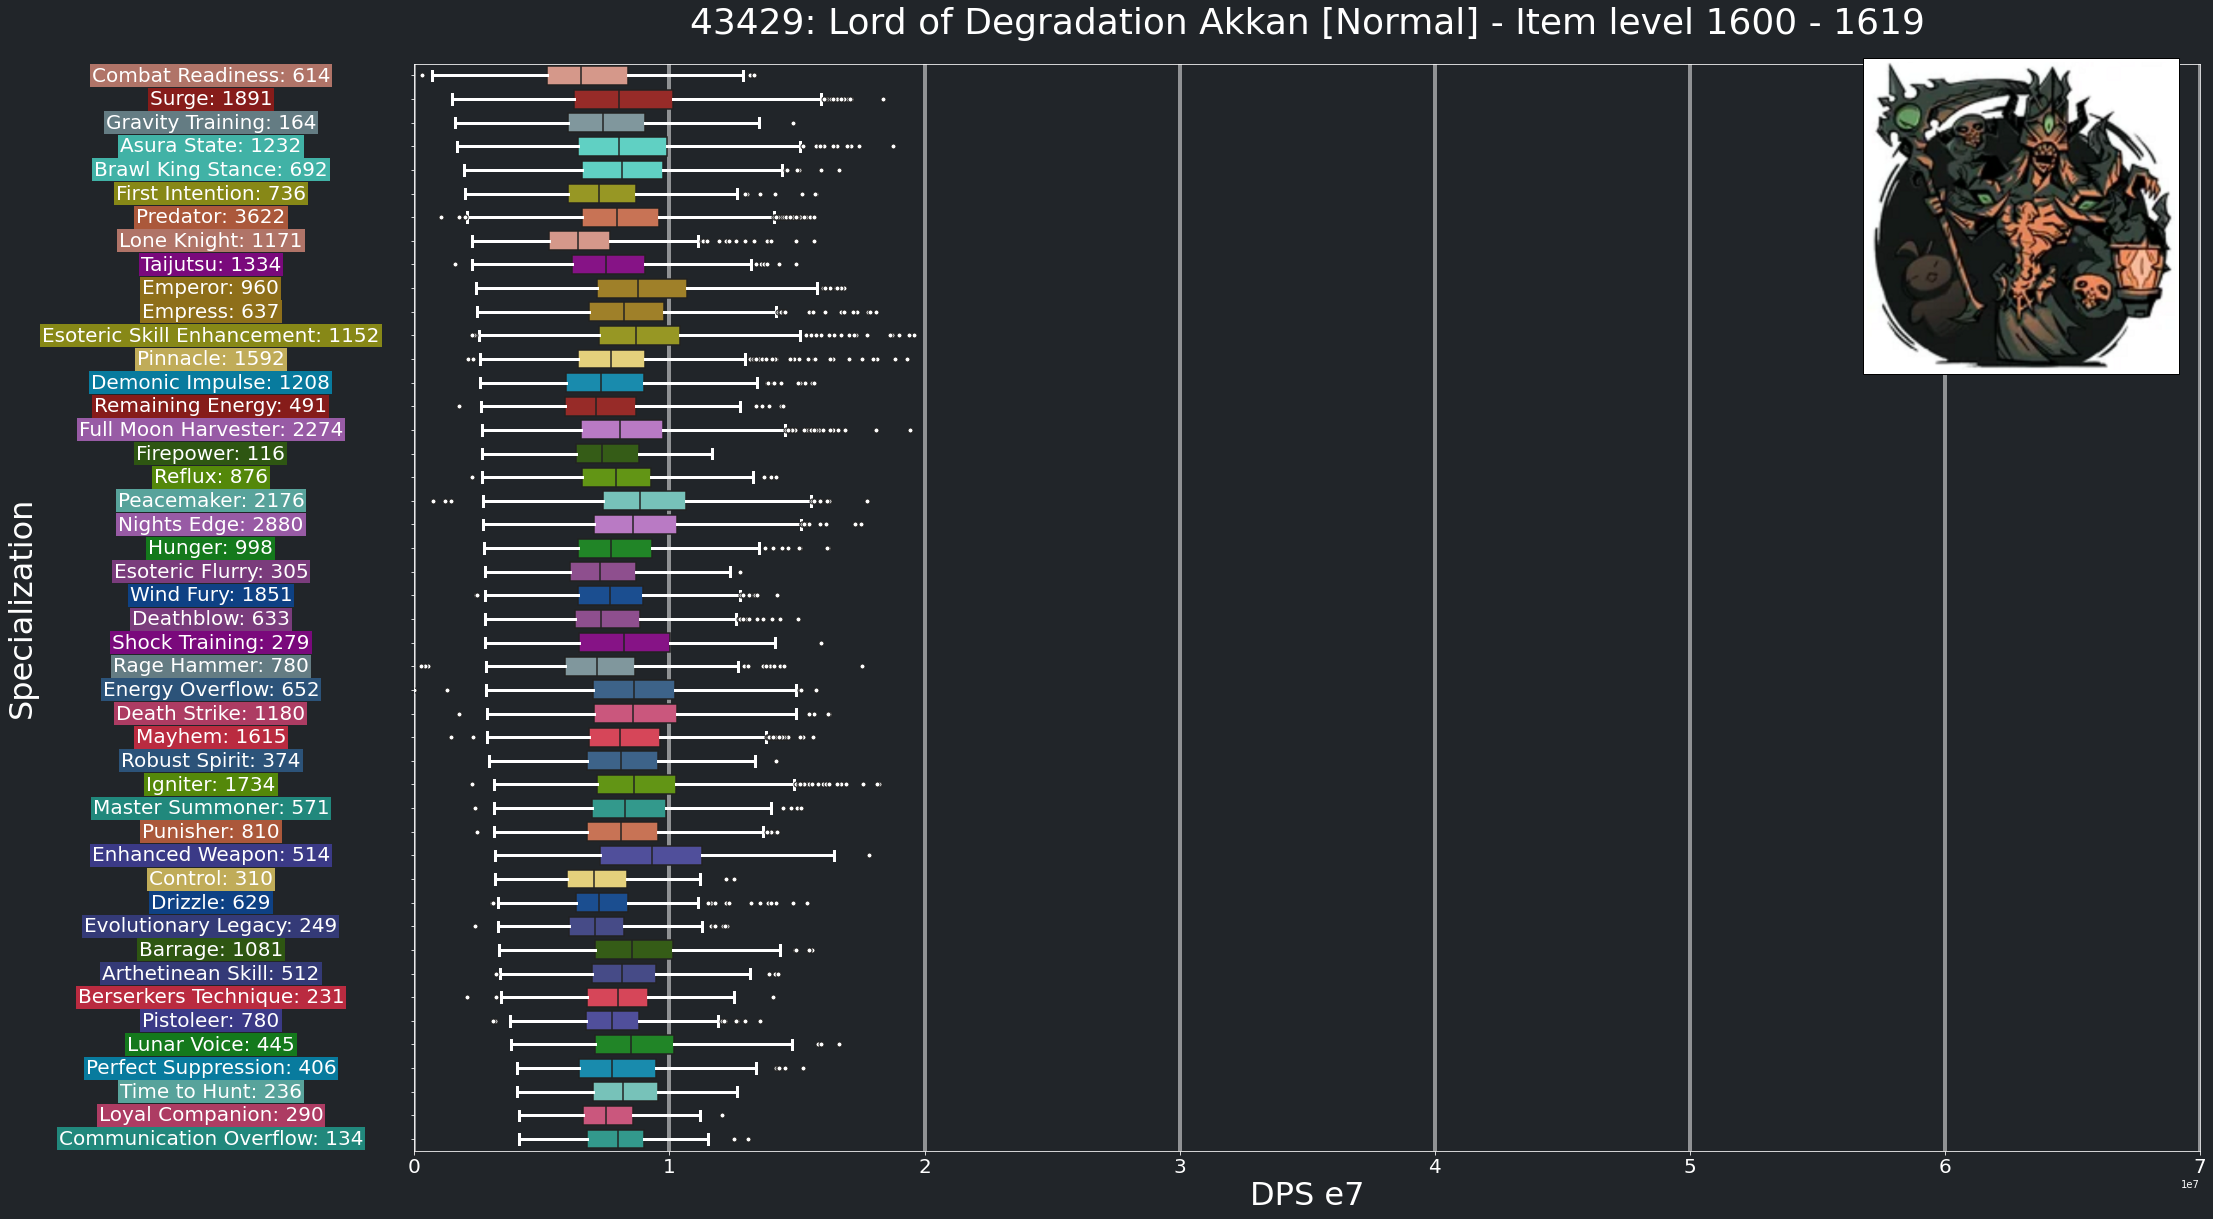 43429: Lord of Degradation Akkan [Normal] - Item level 1600 - 1619
Specialization
Combat Readiness: 614
Surge: 1891
Gravity Training: 164
Asura State: 1232
Brawl King Stance: 692
First Intention: 736
Predator: 3622
Lone Knight: 1171
Taijutsu: 1334
Emperor: 960
Empress: 637
Esoteric Skill Enhancement: 1152
Pinnacle: 1592
Demonic Impulse: 1208
Remaining Energy: 491
Full Moon Harvester: 2274
Firepower: 116
Reflux: 876
Peacemaker: 2176
Nights Edge: 2880
Hunger: 998
Esoteric Flurry: 305
Wind Fury: 1851
Deathblow: 633
Shock Training: 279
Rage Hammer: 780
Energy Overflow: 652
Death Strike: 1180
Mayhem: 1615
Robust Spirit: 374
Igniter: 1734
Master Summoner: 571
Punisher: 810
Enhanced Weapon: 514
Control: 310
Drizzle: 629
Evolutionary Legacy: 249
Barrage: 1081
Arthetinean Skill: 512
Berserkers Technique: 231
Pistoleer: 780
Lunar Voice: 445
Perfect Suppression: 406
Time to Hunt: 236
Loyal Companion: 290
Communication Overflow: 134
0 1 2 3 4 5 6 7
1e7
DPS e7